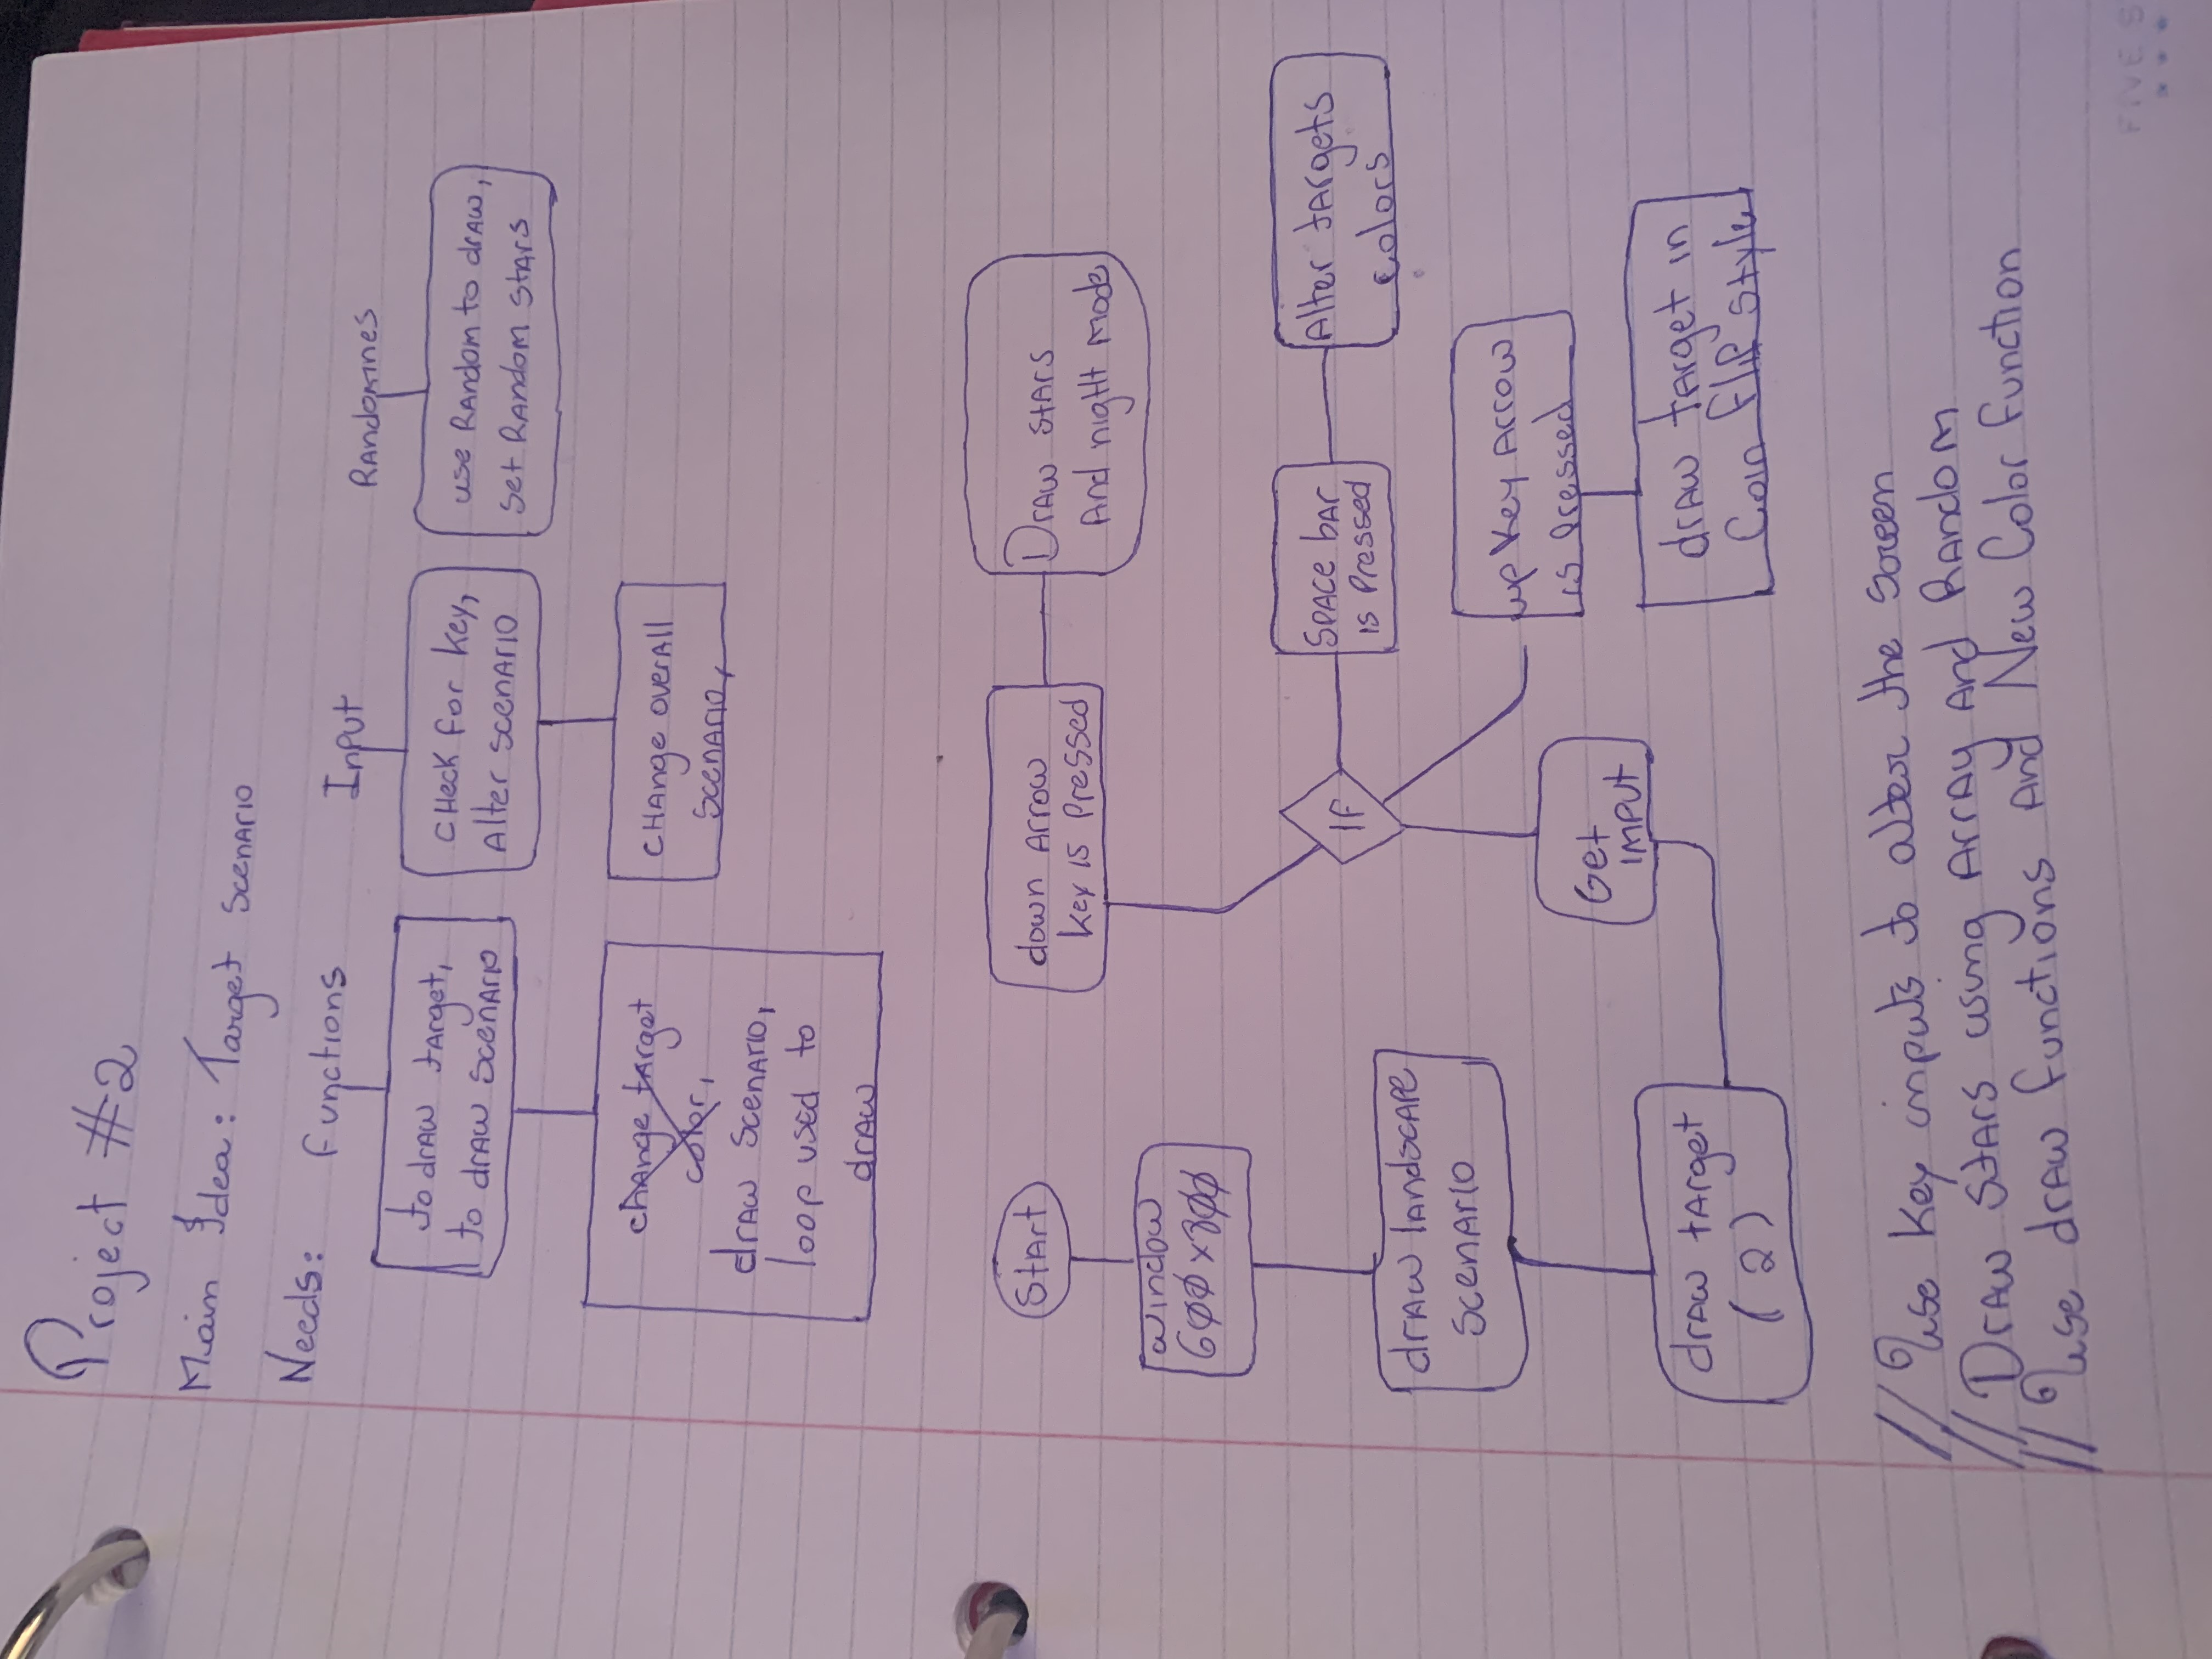 Project #2
Main Idea: Target Scenario
Needs:
Functions
Input
Randomines
to draw target,
to draw scenario
Check for key,
Alter scenario
use Random to draw,
set Random stars
change target
color,
draw scenario,
loop used to
draw
Change overall
scenario,
Start
window
600x800
draw landscape
scenario
draw target
(2)
Get
imput
If
down arrow
key is pressed
Draw stars
And night mode
Space bar
is pressed
Alter targets
colors
up key arrow
is pressed
draw target in
Coin flip style
// Use key inputs to alter the screen
// Draw stars using Array and Random
// Use draw functions And New Color function
FIVE S